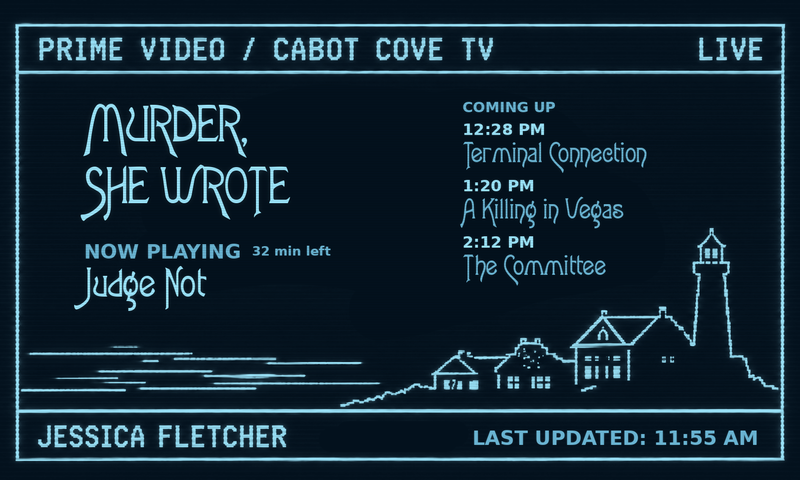 PRIME VIDEO / CABOT COVE TV
LIVE
MURDER,
SHE WROTE
NOW PLAYING 32 min left
Judge Not
COMING UP
12:28 PM
Terminal Connection
1:20 PM
A Killing in Vegas
2:12 PM
The Committee
JESSICA FLETCHER
LAST UPDATED: 11:55 AM